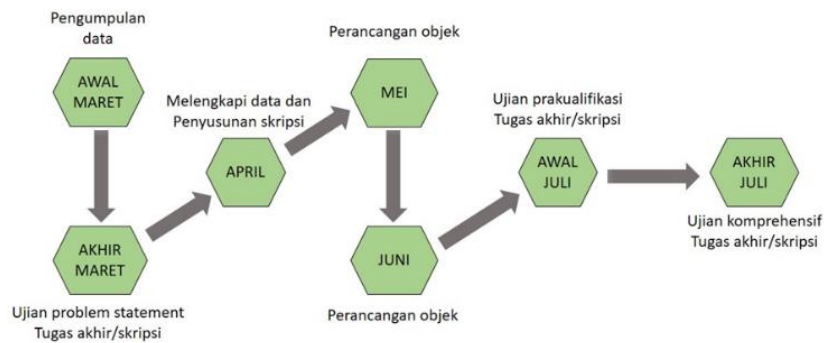 Pengumpulan
data
AWAL
MARET
AKHIR
MARET
Ujian problem statement
Tugas akhir/skripsi
Melengkapi data dan
Penyusunan skripsi
APRIL
Perancangan objek
MEI
JUNI
Perancangan objek
Ujian prakualifikasi
Tugas akhir/skripsi
AWAL
JULI
AKHIR
JULI
Ujian komprehensif
Tugas akhir/skripsi